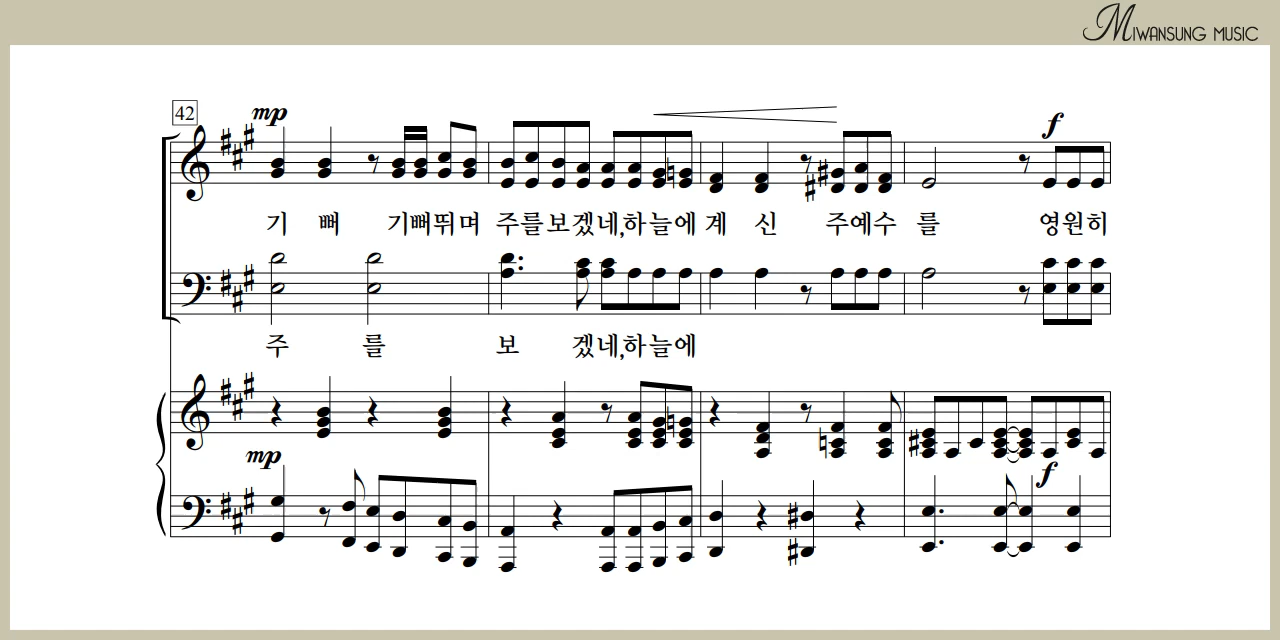 MIWANSUNG MUSIC
42 mp
f
기 뻐 기뻐뛰며 주를보겠네,하늘에 계 신 주예수 를 영원히
주 를 보 겠네,하늘에
mp
f